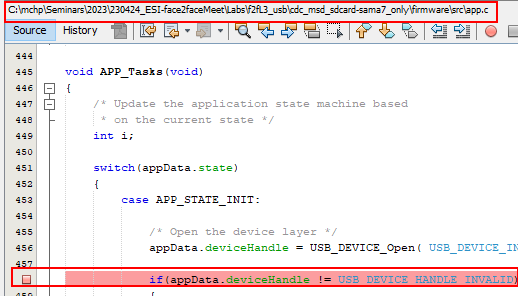 C:\mchp\Seminars\2023\230424_ESI-face2faceMeet\Labs\f2fL3_usb\cdc_msd_sdcard-sama7_only\firmware\src\app.c
Source History
444
445 void APP_Tasks(void)
446 {
447 /* Update the application state machine based
448 * on the current state */
449 int i;
450
451 switch(appData.state)
452 {
453 case APP_STATE_INIT:
454
455 /* Open the device layer */
456 appData.deviceHandle = USB_DEVICE_Open( USB_DEVICE_IN
457
if(appData.deviceHandle != USB_DEVICE_HANDLE_INVALID)
459 {